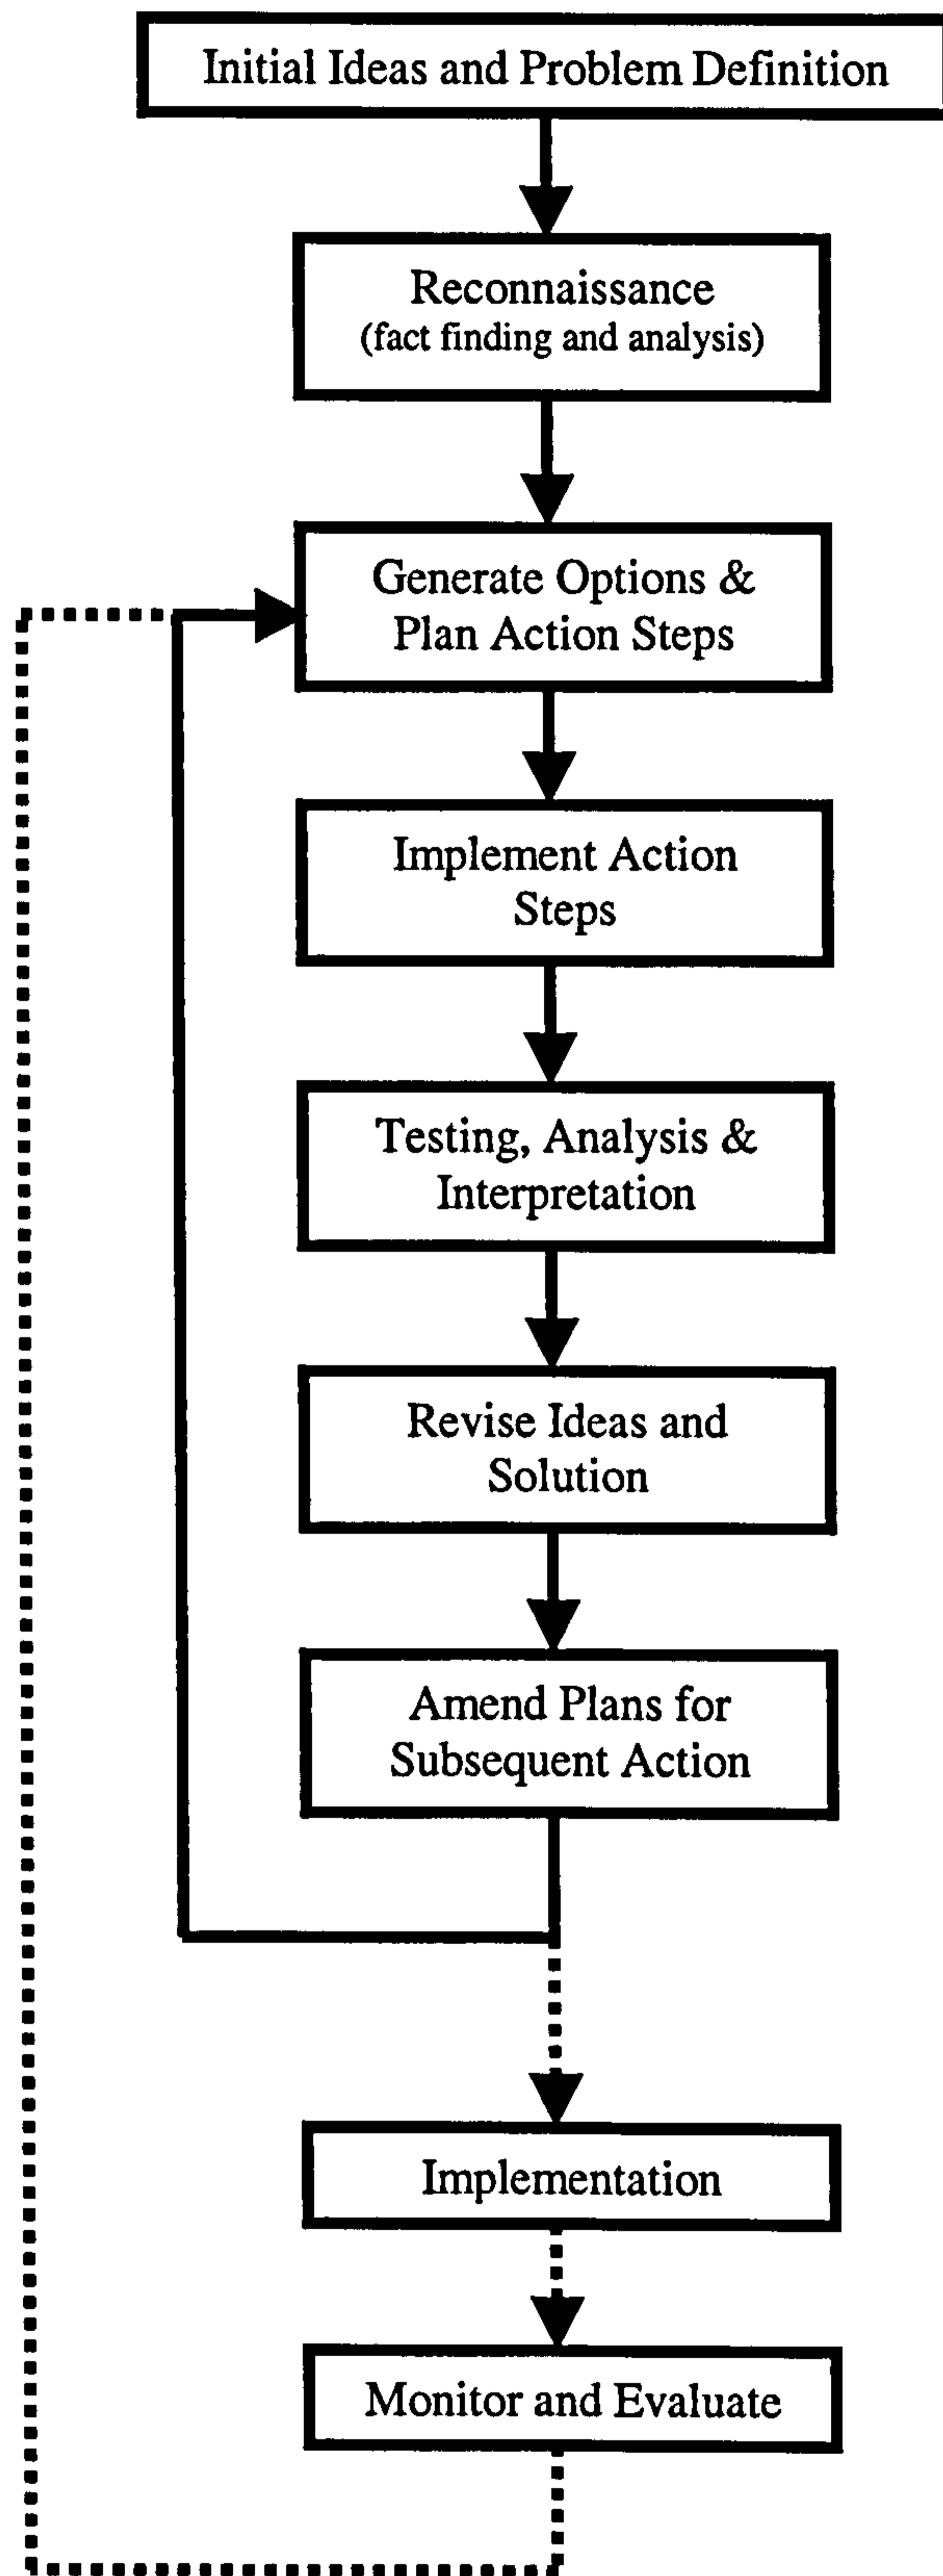 Initial Ideas and Problem Definition
Reconnaissance
(fact finding and analysis)
Generate Options &
Plan Action Steps
Implement Action
Steps
Testing, Analysis &
Interpretation
Revise Ideas and
Solution
Amend Plans for
Subsequent Action
Implementation
Monitor and Evaluate